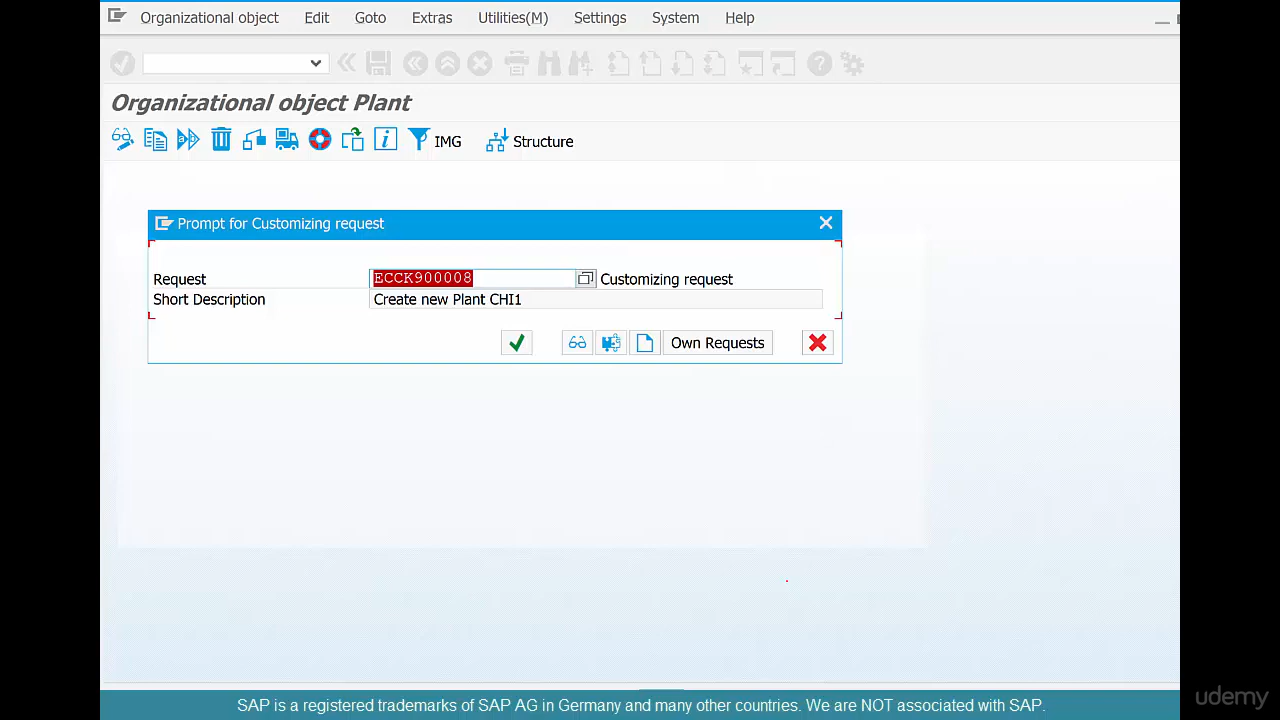 Organizational object Edit Goto Extras Utilities(M) Settings System Help
Organizational object Plant
IMG Structure
Prompt for Customizing request
Request ECCK900008 Customizing request
Short Description Create new Plant CHI1
Own Requests
SAP is a registered trademarks of SAP AG in Germany and many other countries. We are NOT associated with SAP.
udemy